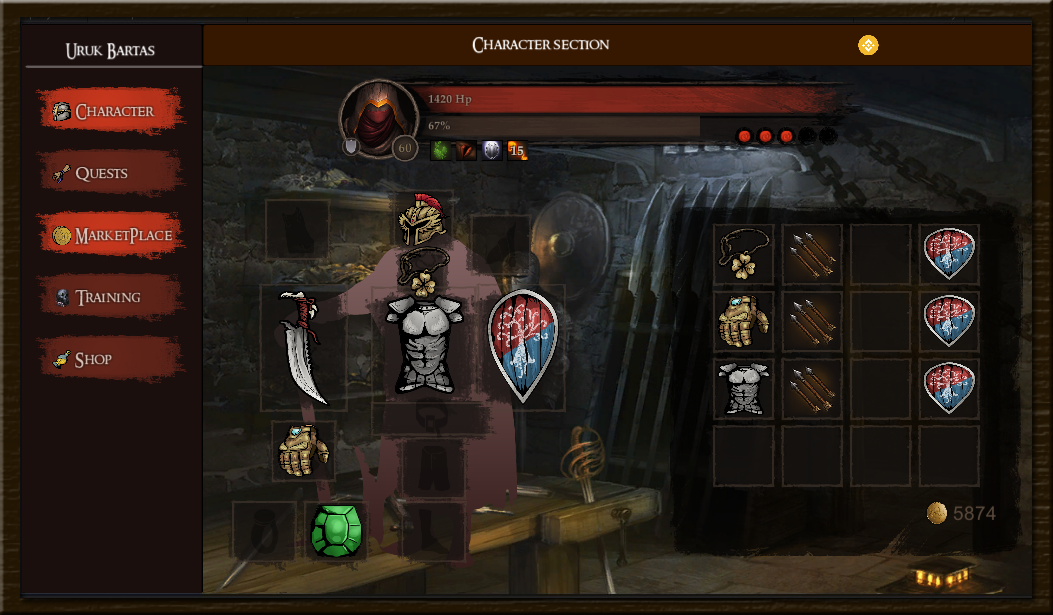 Uruk Bartas
Character section
Character
1420 Hp
67%
60
15
Quests
MarketPlace
Training
Shop
5874